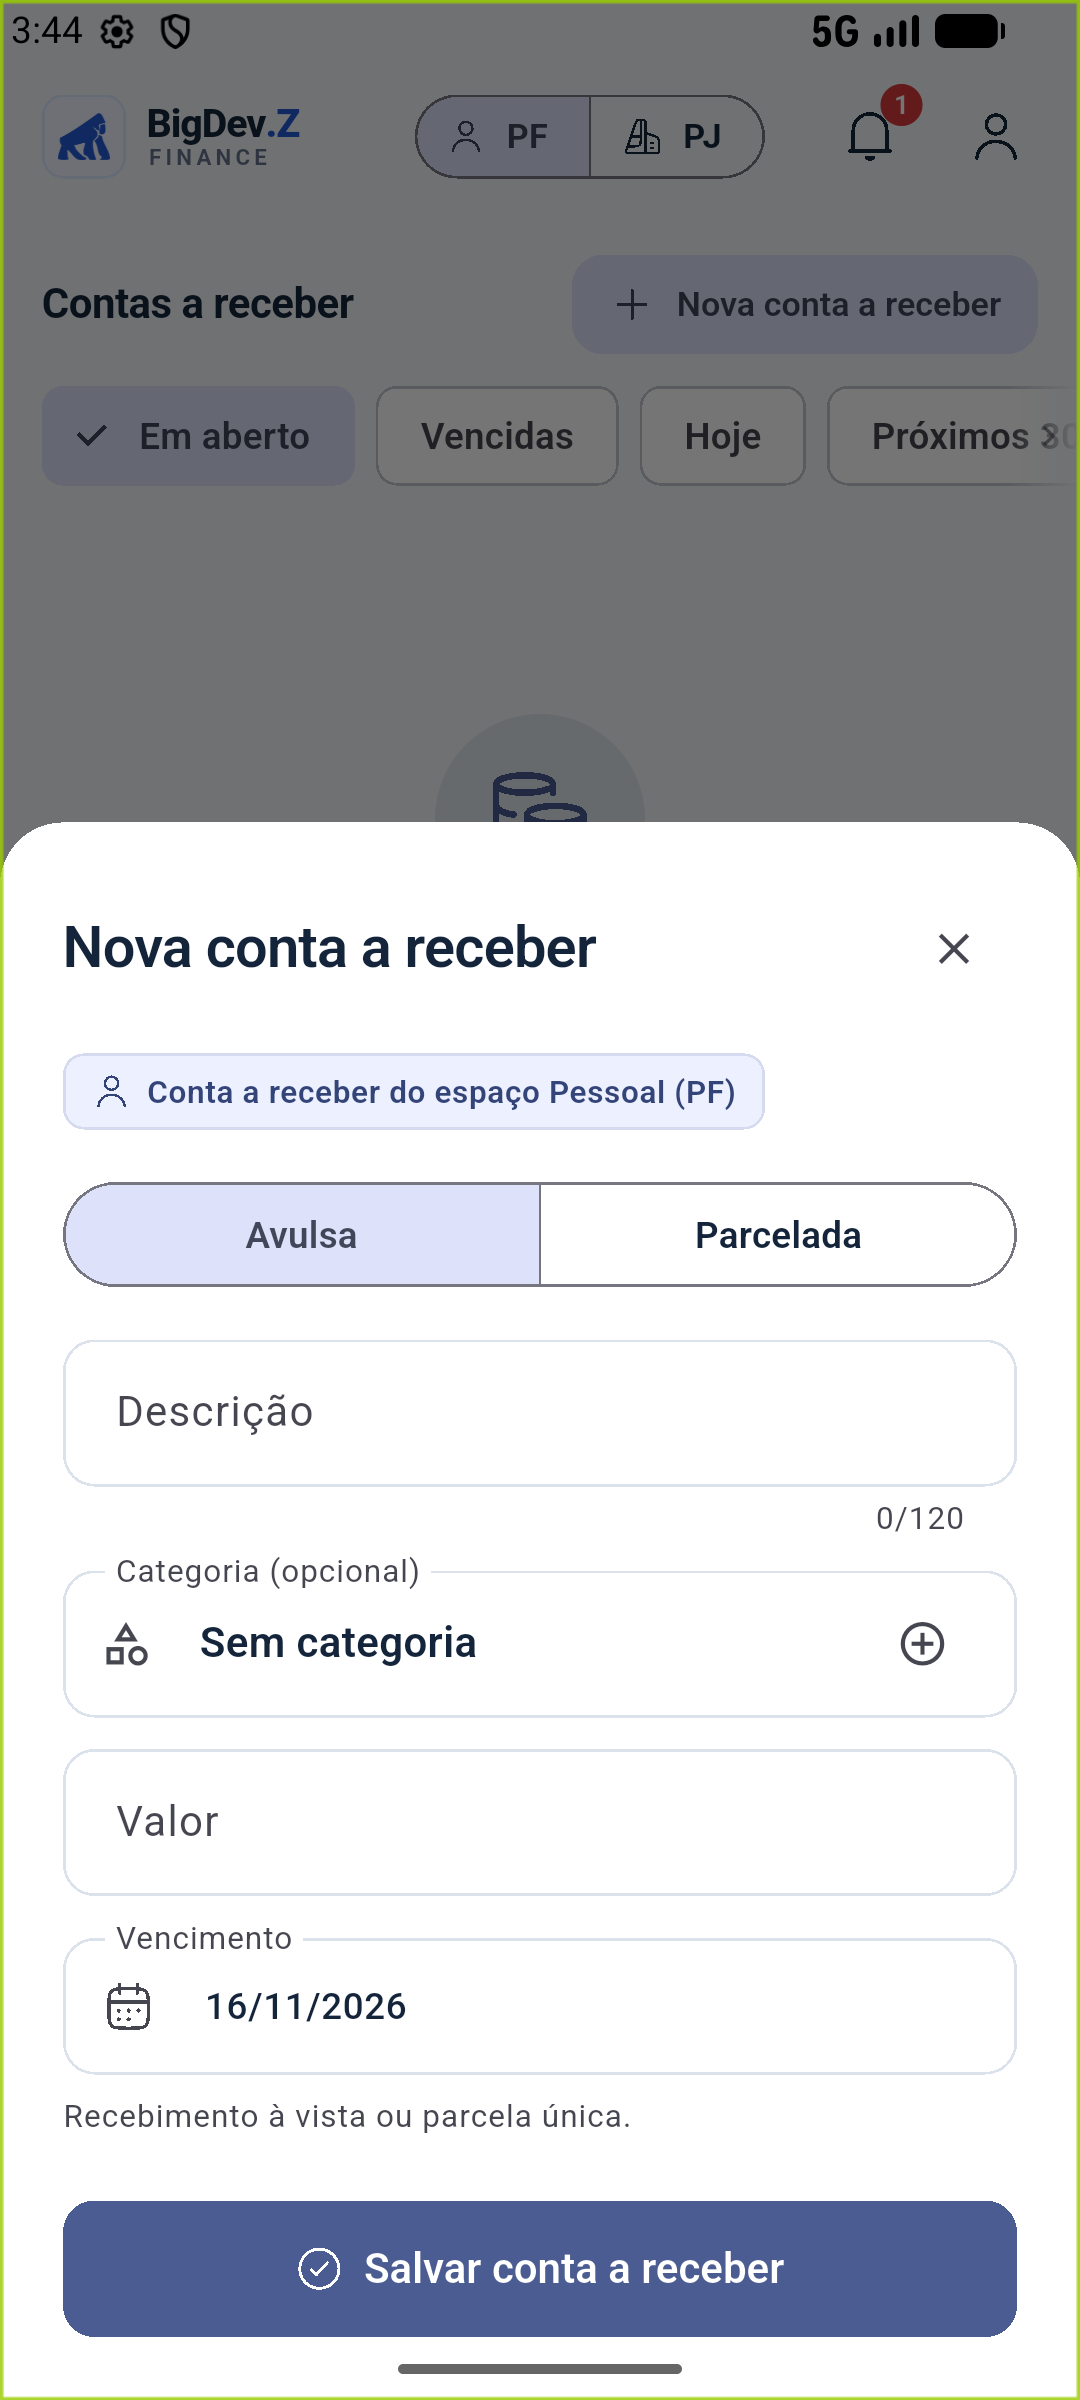 3:44
5G
BigDev.Z
FINANCE
PF
PJ
1
Contas a receber
Nova conta a receber
Em aberto
Vencidas
Hoje
Próximos 30
Nova conta a receber
Conta a receber do espaço Pessoal (PF)
Avulsa
Parcelada
Descrição
0/120
Categoria (opcional)
Sem categoria
Valor
Vencimento
16/11/2026
Recebimento à vista ou parcela única.
Salvar conta a receber